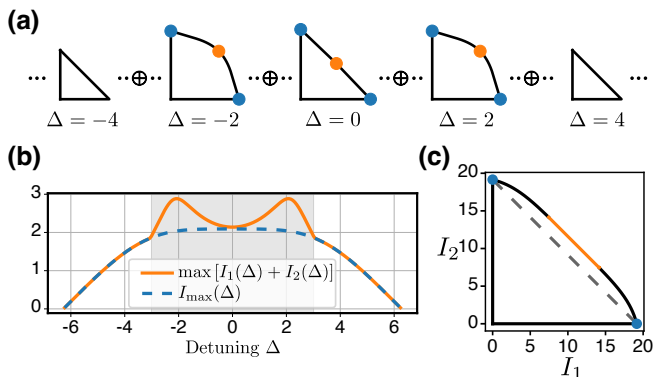 (a)
... ..⊕.. ..⊕.. ..⊕.. ..⊕.. ...
Δ = −4 Δ = −2 Δ = 0 Δ = 2 Δ = 4
(b)
3
2
1
0
max [I₁(Δ) + I₂(Δ)]
I_max(Δ)
-6 -4 -2 0 2 4 6
Detuning Δ
(c)
20
15
I₂
10
5
0
0 5 10 15 20
I₁